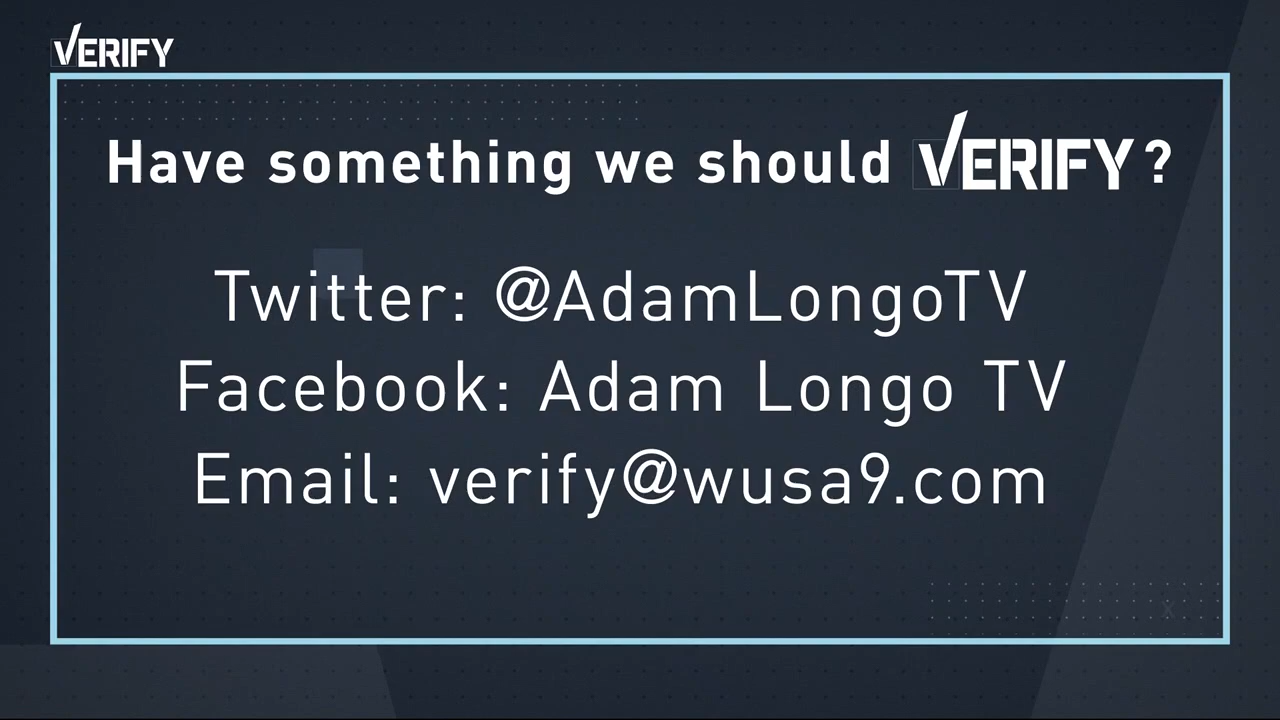 VERIFY
Have something we should VERIFY?
Twitter: @AdamLongoTV
Facebook: Adam Longo TV
Email: verify@wusa9.com